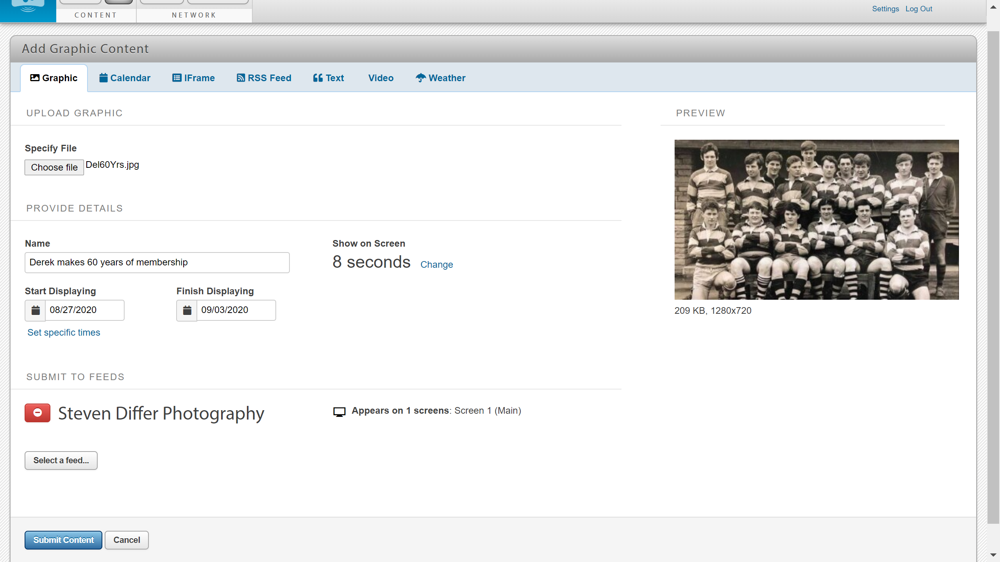 CONTENT
NETWORK
Settings Log Out
Add Graphic Content
Graphic Calendar IFrame RSS Feed Text Video Weather
UPLOAD GRAPHIC
PREVIEW
Specify File
Choose file Del60Yrs.jpg
PROVIDE DETAILS
Name
Show on Screen
Derek makes 60 years of membership
8 seconds Change
Start Displaying
Finish Displaying
08/27/2020
09/03/2020
209 KB, 1280x720
Set specific times
SUBMIT TO FEEDS
Steven Differ Photography
Appears on 1 screens: Screen 1 (Main)
Select a feed...
Submit Content Cancel